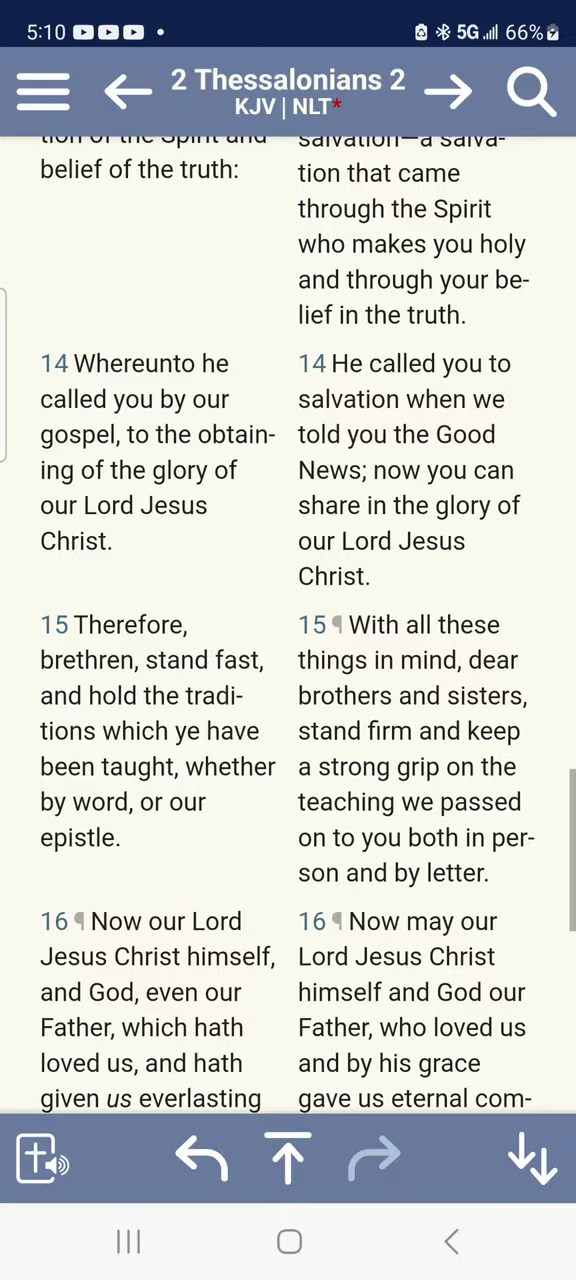 5:10
5G 66%
2 Thessalonians 2
KJV | NLT*
tion of the Spirit and
belief of the truth:
salvation—a salva-
tion that came
through the Spirit
who makes you holy
and through your be-
lief in the truth.
14 Whereunto he
called you by our
gospel, to the obtain-
ing of the glory of
our Lord Jesus
Christ.
14 He called you to
salvation when we
told you the Good
News; now you can
share in the glory of
our Lord Jesus
Christ.
15 Therefore,
brethren, stand fast,
and hold the tradi-
tions which ye have
been taught, whether
by word, or our
epistle.
15 ¶ With all these
things in mind, dear
brothers and sisters,
stand firm and keep
a strong grip on the
teaching we passed
on to you both in per-
son and by letter.
16 ¶ Now our Lord
Jesus Christ himself,
and God, even our
Father, which hath
loved us, and hath
given us everlasting
16 ¶ Now may our
Lord Jesus Christ
himself and God our
Father, who loved us
and by his grace
gave us eternal com-